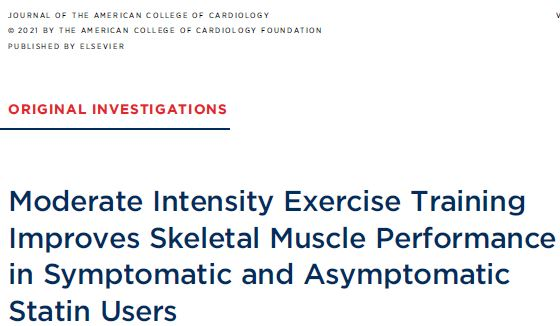 JOURNAL OF THE AMERICAN COLLEGE OF CARDIOLOGY
© 2021 BY THE AMERICAN COLLEGE OF CARDIOLOGY FOUNDATION
PUBLISHED BY ELSEVIER
ORIGINAL INVESTIGATIONS
Moderate Intensity Exercise Training
Improves Skeletal Muscle Performance
in Symptomatic and Asymptomatic
Statin Users